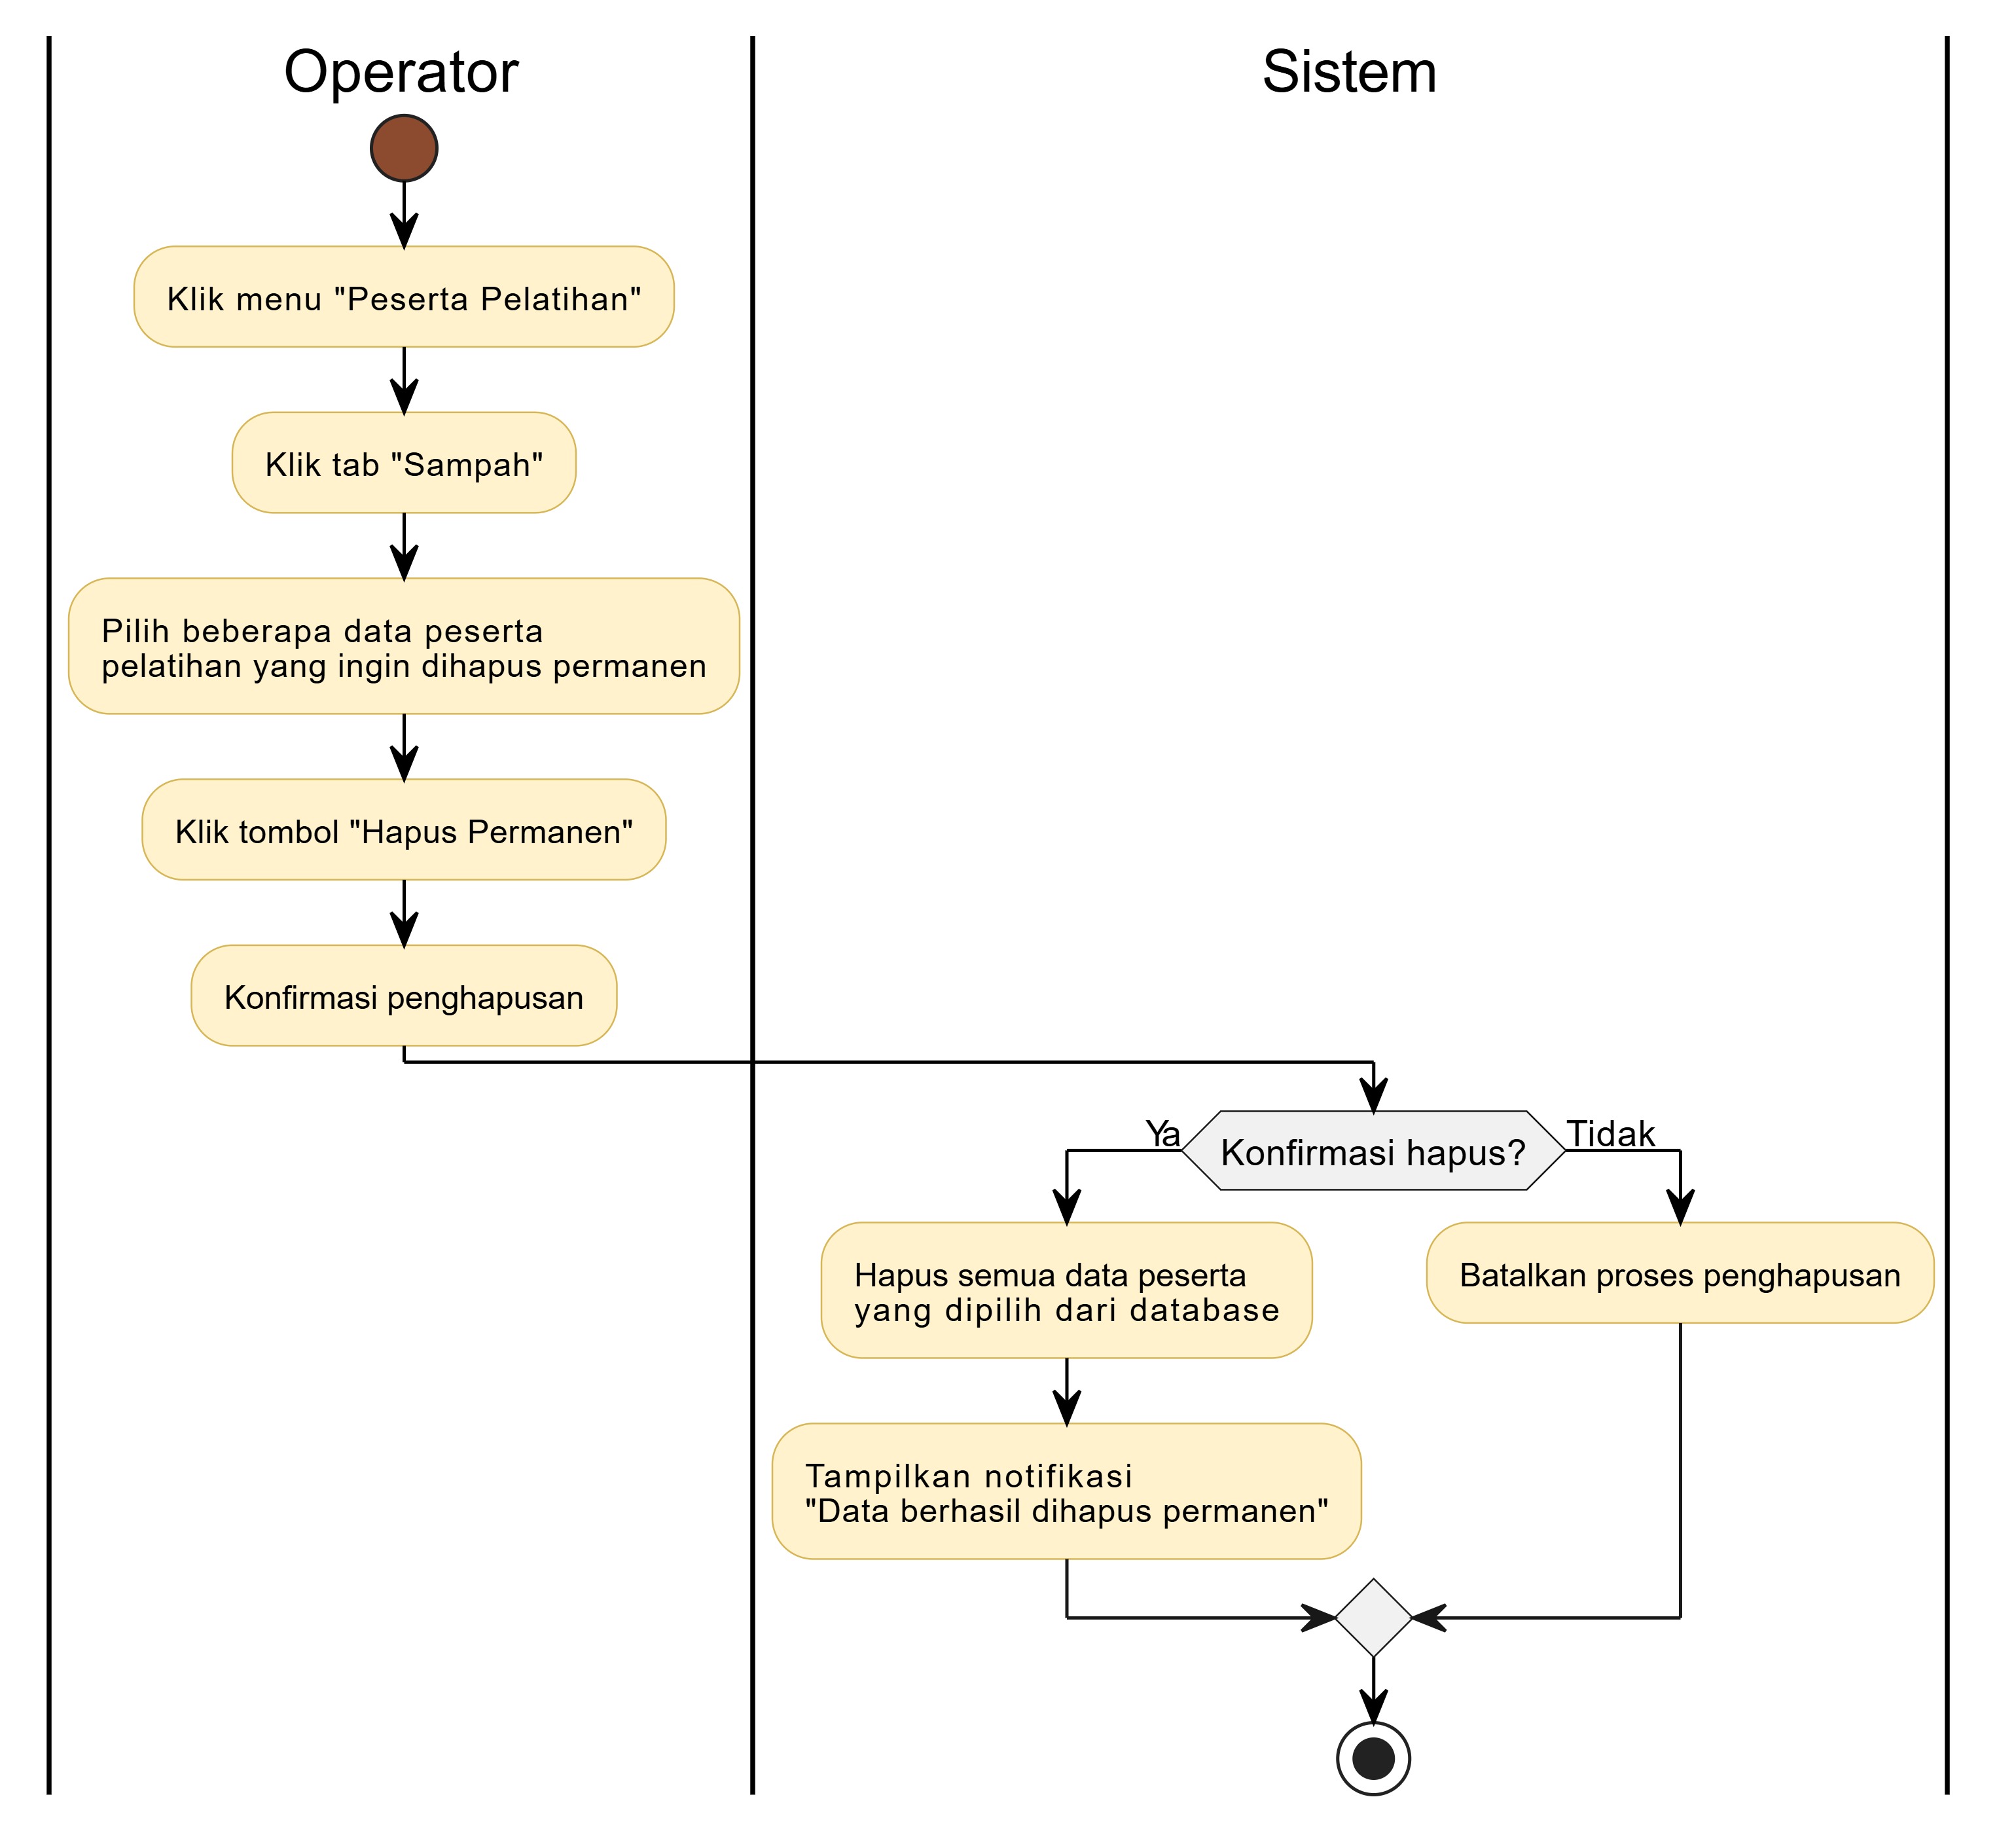 Operator
Sistem
Klik menu "Peserta Pelatihan"
Klik tab "Sampah"
Pilih beberapa data peserta
pelatihan yang ingin dihapus permanen
Klik tombol "Hapus Permanen"
Konfirmasi penghapusan
Ya
Konfirmasi hapus?
Tidak
Hapus semua data peserta
yang dipilih dari database
Batalkan proses penghapusan
Tampilkan notifikasi
"Data berhasil dihapus permanen"